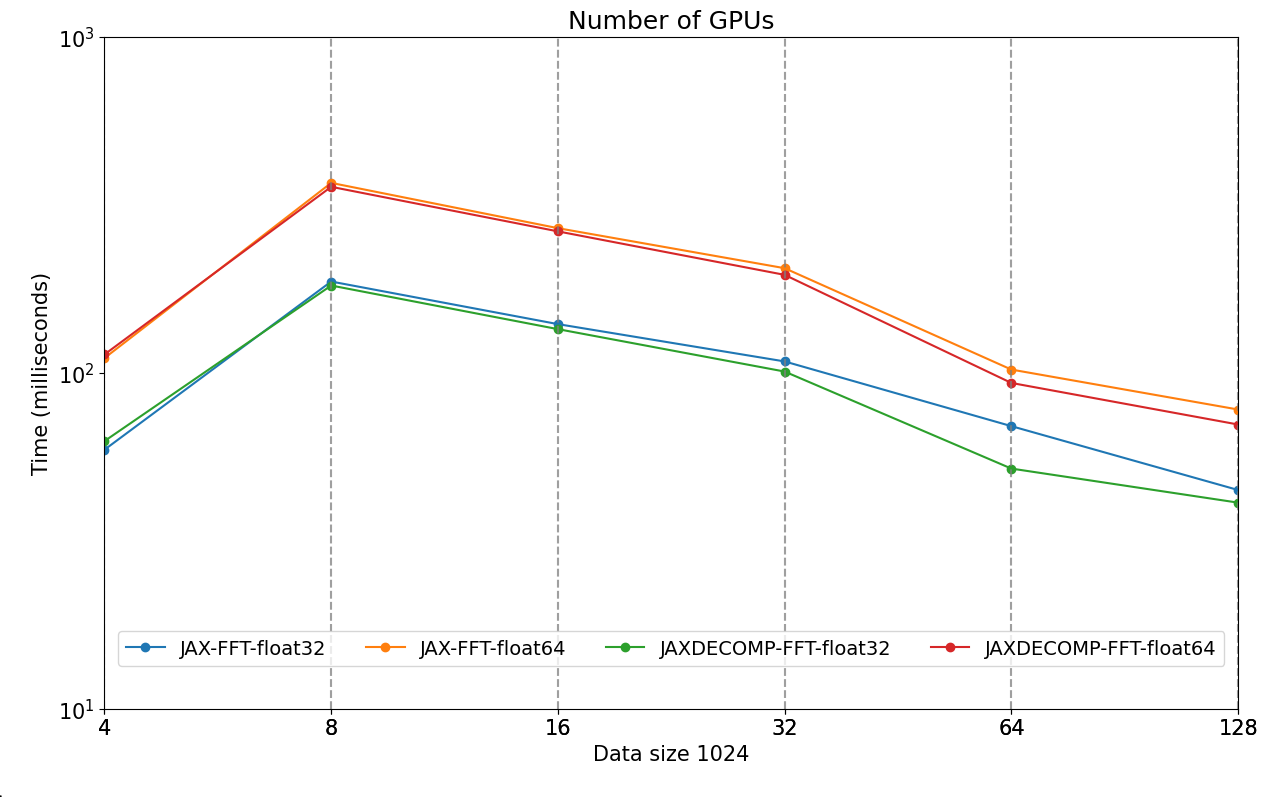 Number of GPUs
10³
10²
10¹
Time (milliseconds)
JAX-FFT-float32 JAX-FFT-float64 JAXDECOMP-FFT-float32 JAXDECOMP-FFT-float64
4 8 16 32 64 128
Data size 1024